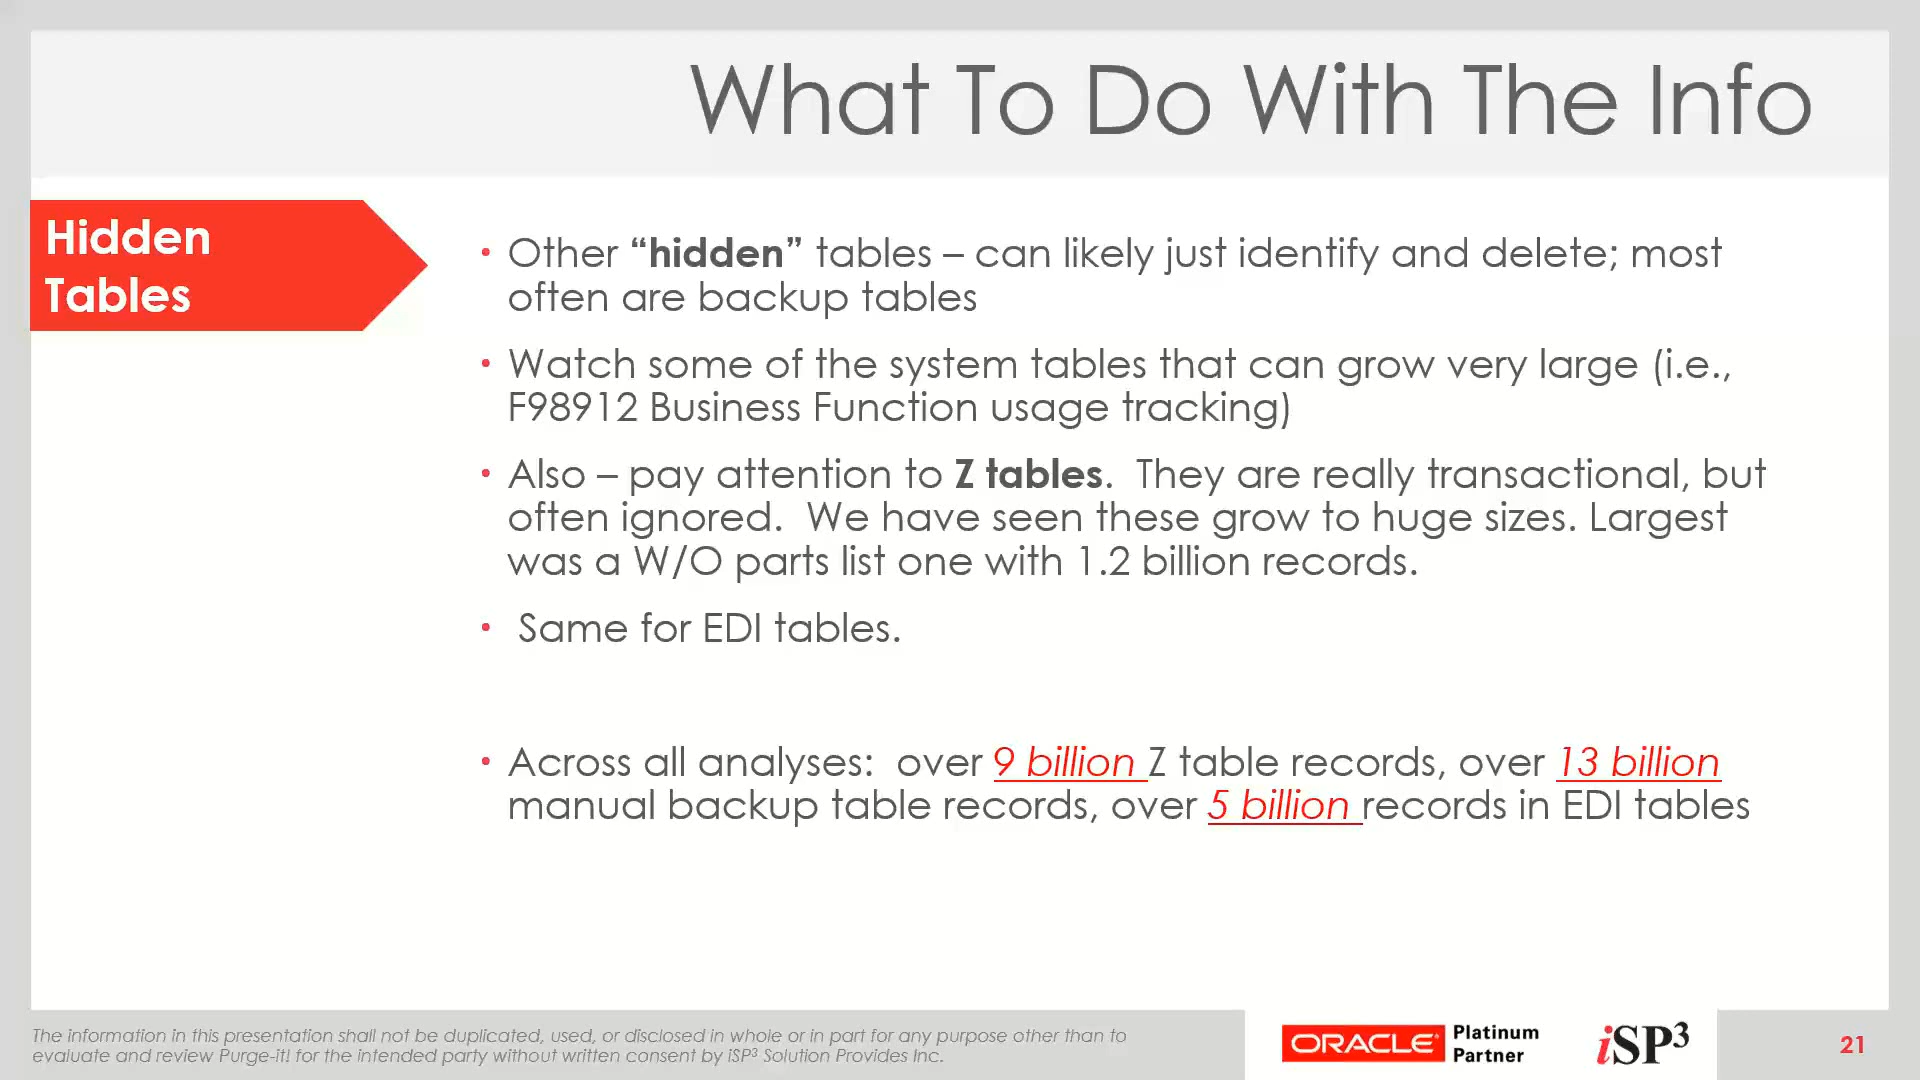 What To Do With The Info
Hidden
Tables
• Other “hidden” tables – can likely just identify and delete; most
often are backup tables
• Watch some of the system tables that can grow very large (i.e.,
F98912 Business Function usage tracking)
• Also – pay attention to Z tables.  They are really transactional, but
often ignored.  We have seen these grow to huge sizes. Largest
was a W/O parts list one with 1.2 billion records.
• Same for EDI tables.
• Across all analyses:  over 9 billion Z table records, over 13 billion
manual backup table records, over 5 billion records in EDI tables
The information in this presentation shall not be duplicated, used, or disclosed in whole or in part for any purpose other than to
evaluate and review Purge-it! for the intended party without written consent by iSP³ Solution Provides Inc.
ORACLE Platinum
Partner
iSP³
21